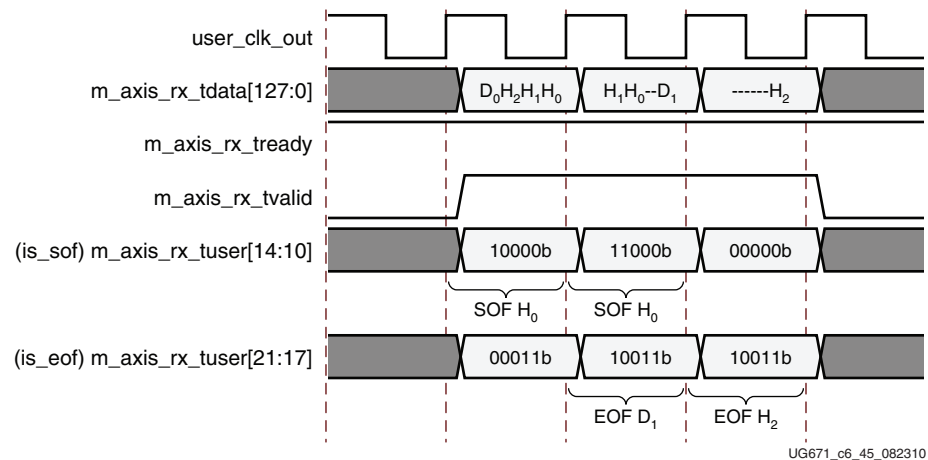 user_clk_out
m_axis_rx_tdata[127:0] D₀H₂H₁H₀ H₁H₀--D₁ ------H₂
m_axis_rx_tready
m_axis_rx_tvalid
(is_sof) m_axis_rx_tuser[14:10] 10000b 11000b 00000b
SOF H₀ SOF H₀
(is_eof) m_axis_rx_tuser[21:17] 00011b 10011b 10011b
EOF D₁ EOF H₂
UG671_c6_45_082310